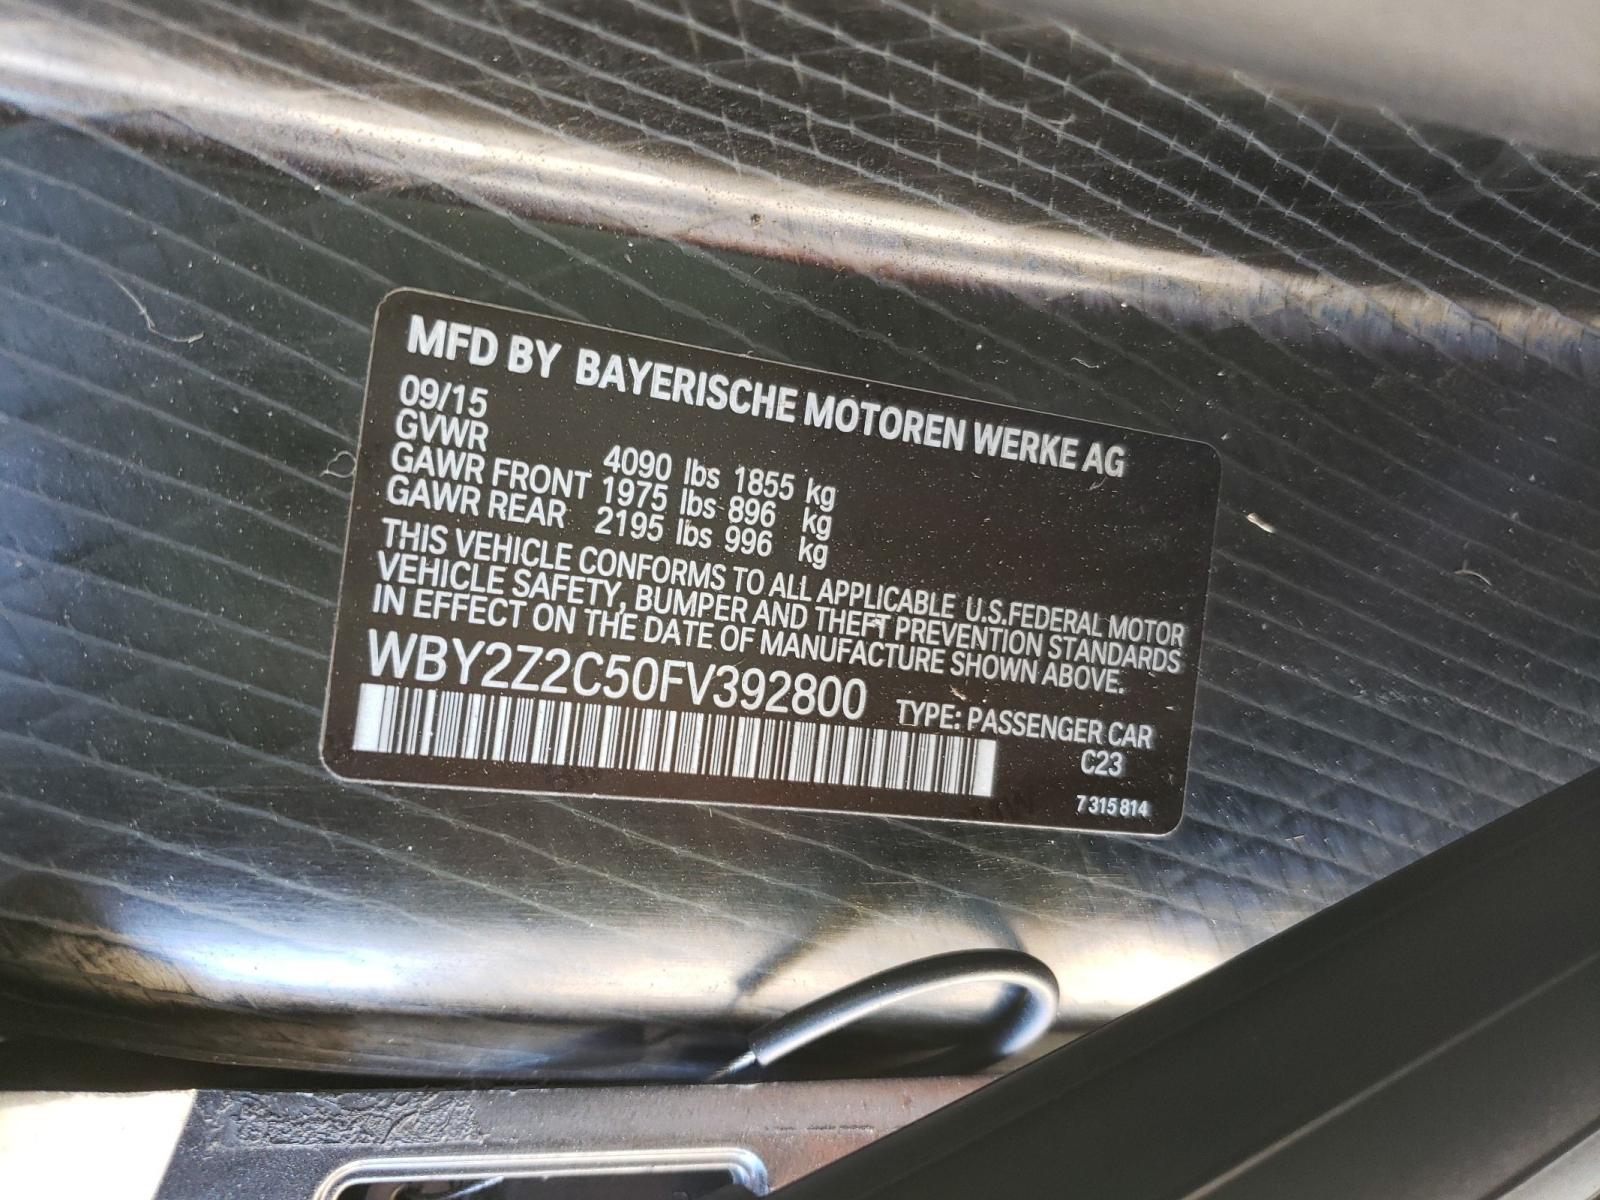 MFD BY BAYERISCHE MOTOREN WERKE AG
09/15
GVWR 4090 lbs 1855 kg
GAWR FRONT 1975 lbs 896 kg
GAWR REAR 2195 lbs 996 kg
THIS VEHICLE CONFORMS TO ALL APPLICABLE U.S.FEDERAL MOTOR
VEHICLE SAFETY, BUMPER AND THEFT PREVENTION STANDARDS
IN EFFECT ON THE DATE OF MANUFACTURE SHOWN ABOVE.
WBY2Z2C50FV392800 TYPE: PASSENGER CAR
C23
7 315 814